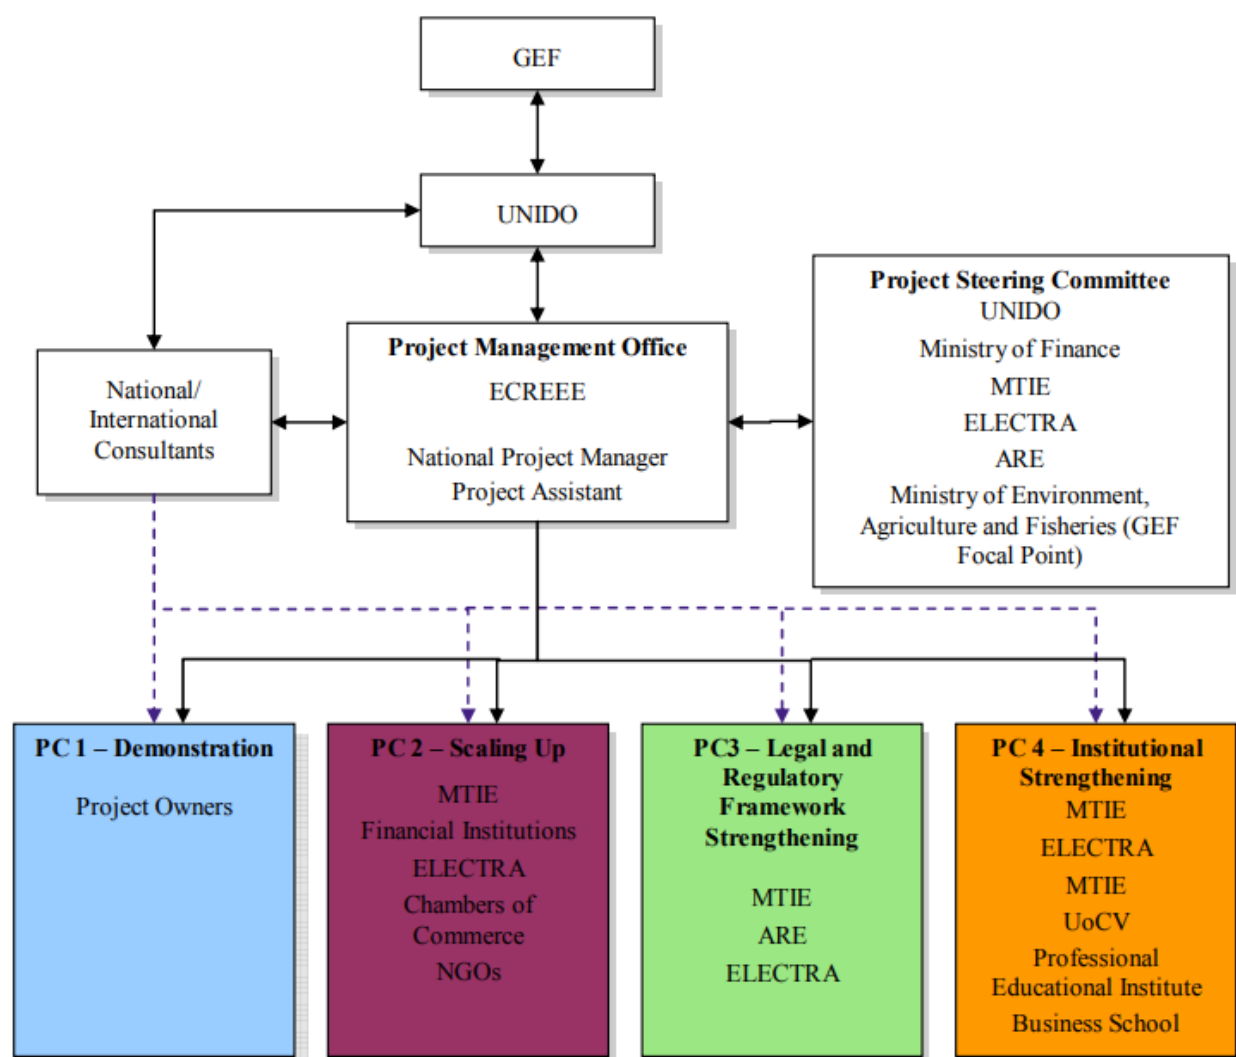 GEF
UNIDO
Project Steering Committee
UNIDO
Ministry of Finance
MTIE
ELECTRA
ARE
Ministry of Environment,
Agriculture and Fisheries (GEF
Focal Point)
Project Management Office
ECREEE
National Project Manager
Project Assistant
National/
International
Consultants
PC 1 – Demonstration
Project Owners
PC 2 – Scaling Up
MTIE
Financial Institutions
ELECTRA
Chambers of
Commerce
NGOs
PC3 – Legal and
Regulatory
Framework
Strengthening
MTIE
ARE
ELECTRA
PC 4 – Institutional
Strengthening
MTIE
ELECTRA
MTIE
UoCV
Professional
Educational Institute
Business School